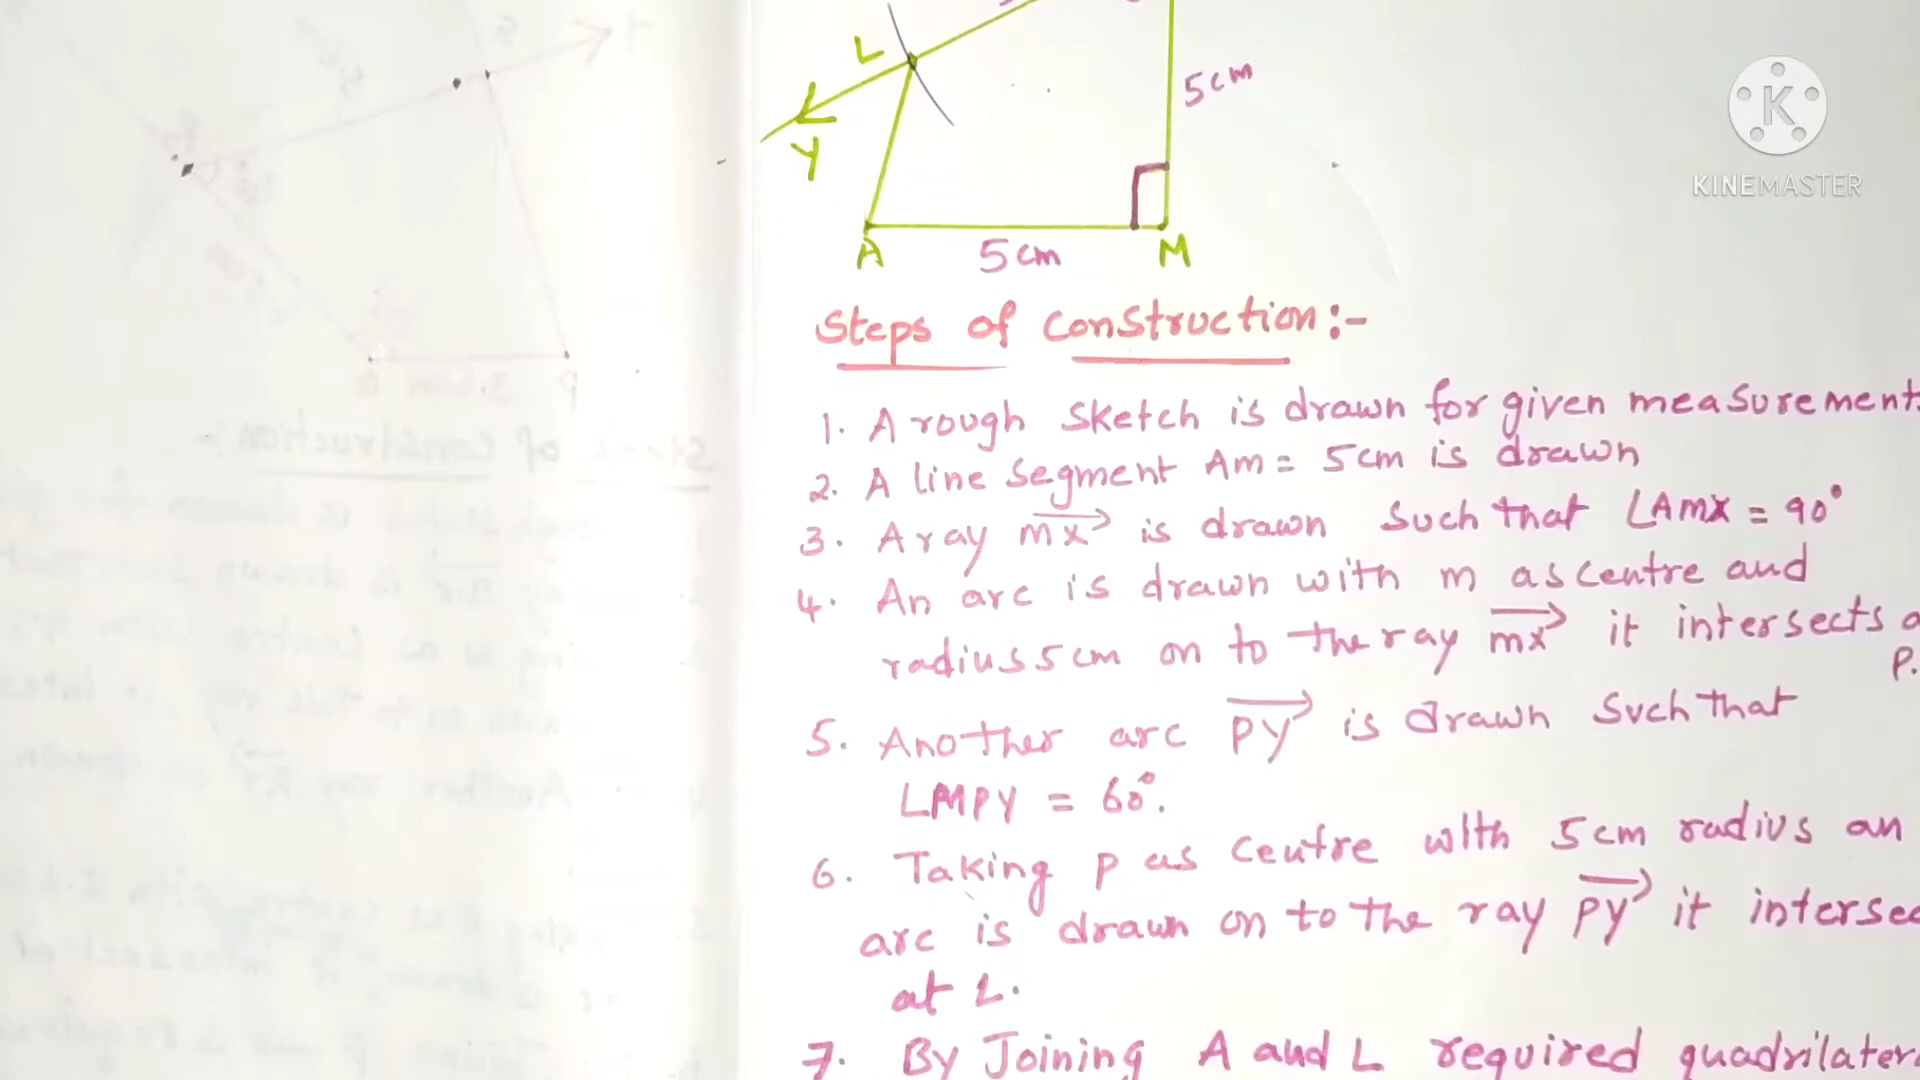 L
Y
5cm
A
5cm
M
KINEMASTER
Steps of construction:-
1. A rough sketch is drawn for given measurement
2. A line segment Am = 5cm is drawn
3. A ray mx is drawn such that ∠AMX = 90°
4. An arc is drawn with m as centre and
radius 5cm on to the ray mx it intersects
P.
5. Another arc PY is drawn such that
∠MPY = 60°.
6. Taking P as centre with 5cm radius an
arc is drawn on to the ray PY it
at L.
7. By Joining A and L required